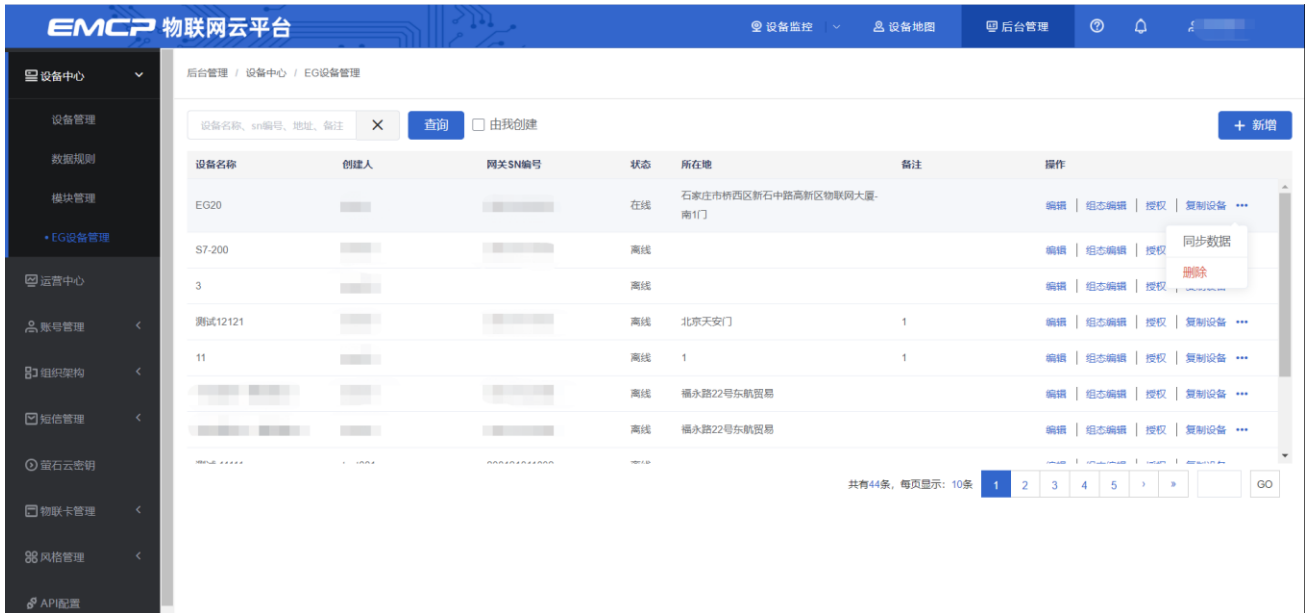 EMCP 物联网云平台
设备监控
设备地图
后台管理
设备中心
设备管理
数据规则
模块管理
•EG设备管理
运营中心
账号管理
组织架构
短信管理
萤石云密钥
物联卡管理
风格管理
API配置
后台管理 / 设备中心 / EG设备管理
设备名称、sn编号、地址、备注
查询
由我创建
+ 新增
设备名称 创建人 网关SN编号 状态 所在地 备注 操作
EG20 在线 石家庄市桥西区新石中路高新区物联网大厦-
南1门
编辑 | 组态编辑 | 授权 | 复制设备 •••
同步数据
删除
S7-200 离线 编辑 | 组态编辑 | 授权
3 离线 编辑 | 组态编辑 | 授权 |
测试12121 离线 北京天安门 1 编辑 | 组态编辑 | 授权 | 复制设备 •••
11 离线 1 1 编辑 | 组态编辑 | 授权 | 复制设备 •••
离线 福永路22号东航贸易 编辑 | 组态编辑 | 授权 | 复制设备 •••
离线 福永路22号东航贸易 编辑 | 组态编辑 | 授权 | 复制设备 •••
共有44条，每页显示：10条 1 2 3 4 5 › » GO